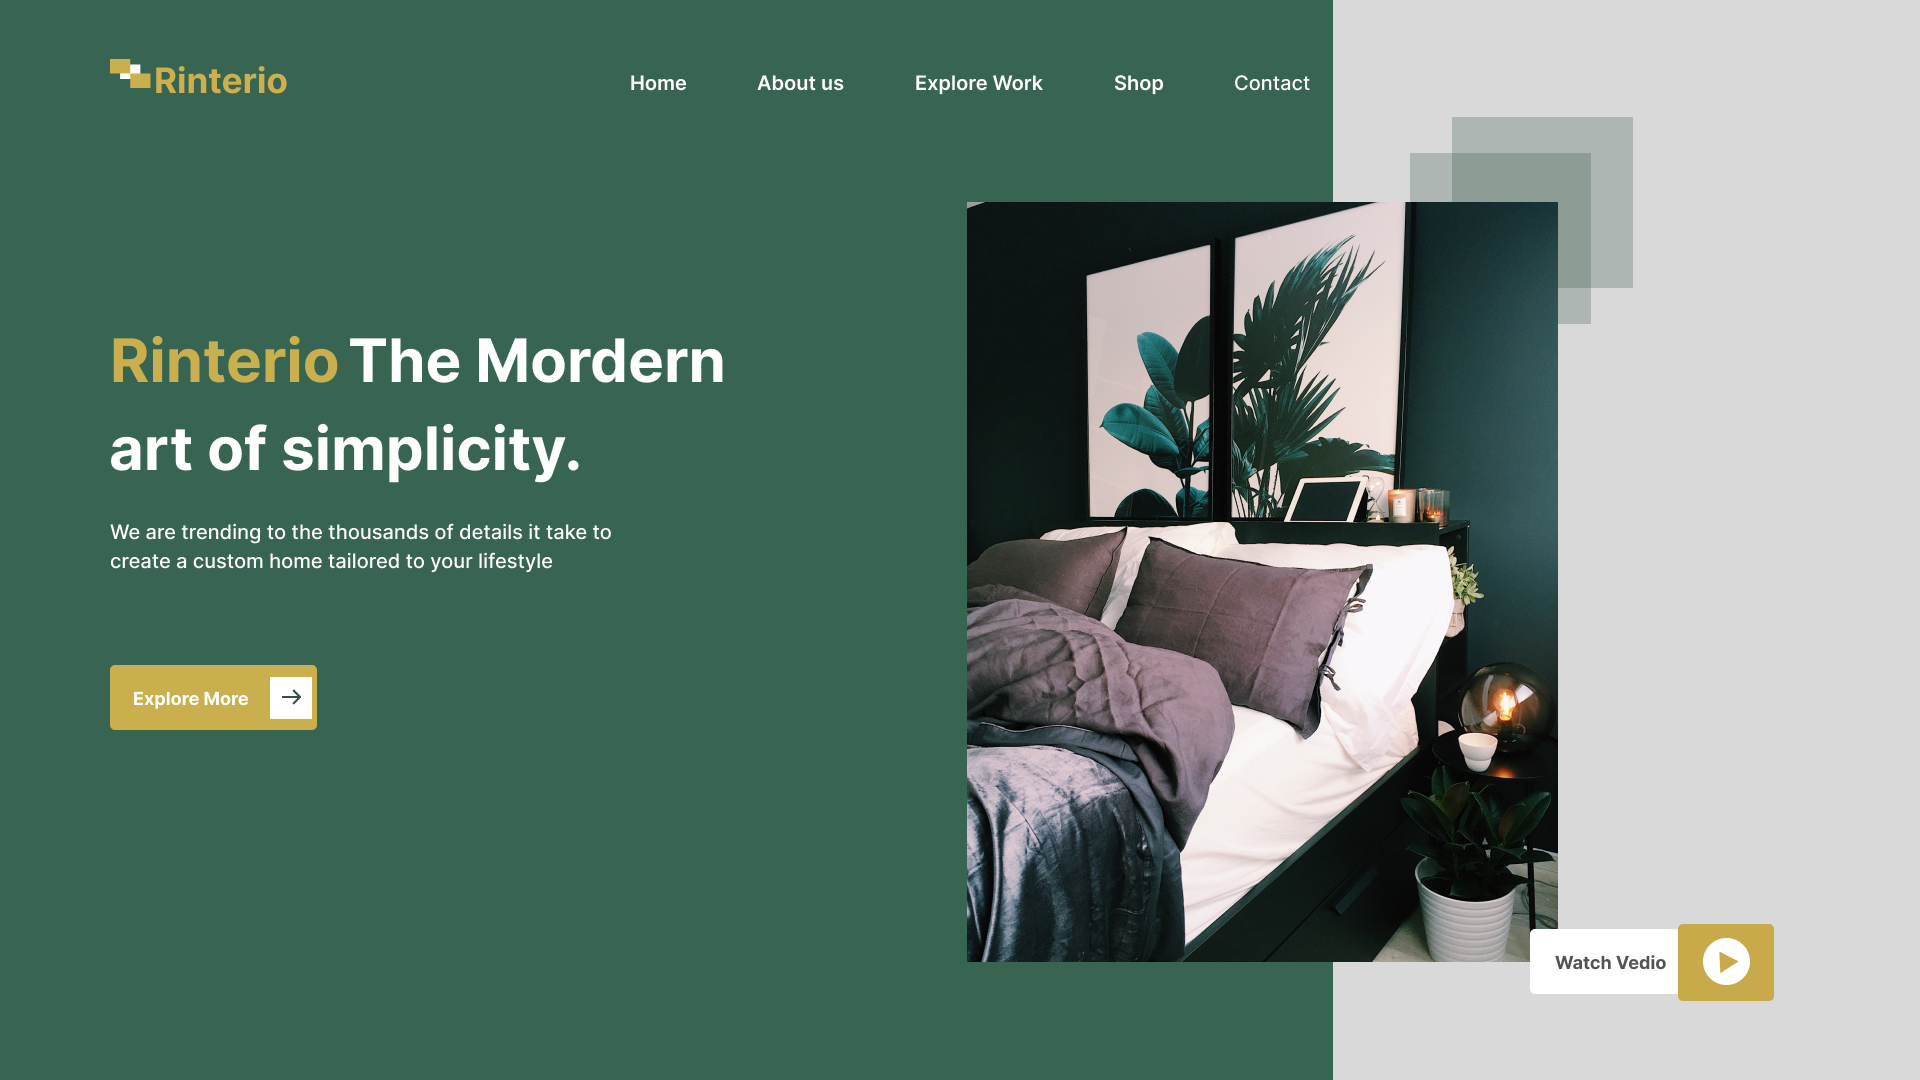 Rinterio
Home
About us
Explore Work
Shop
Contact
Rinterio The Mordern
art of simplicity.
We are trending to the thousands of details it take to
create a custom home tailored to your lifestyle
Explore More
Watch Vedio